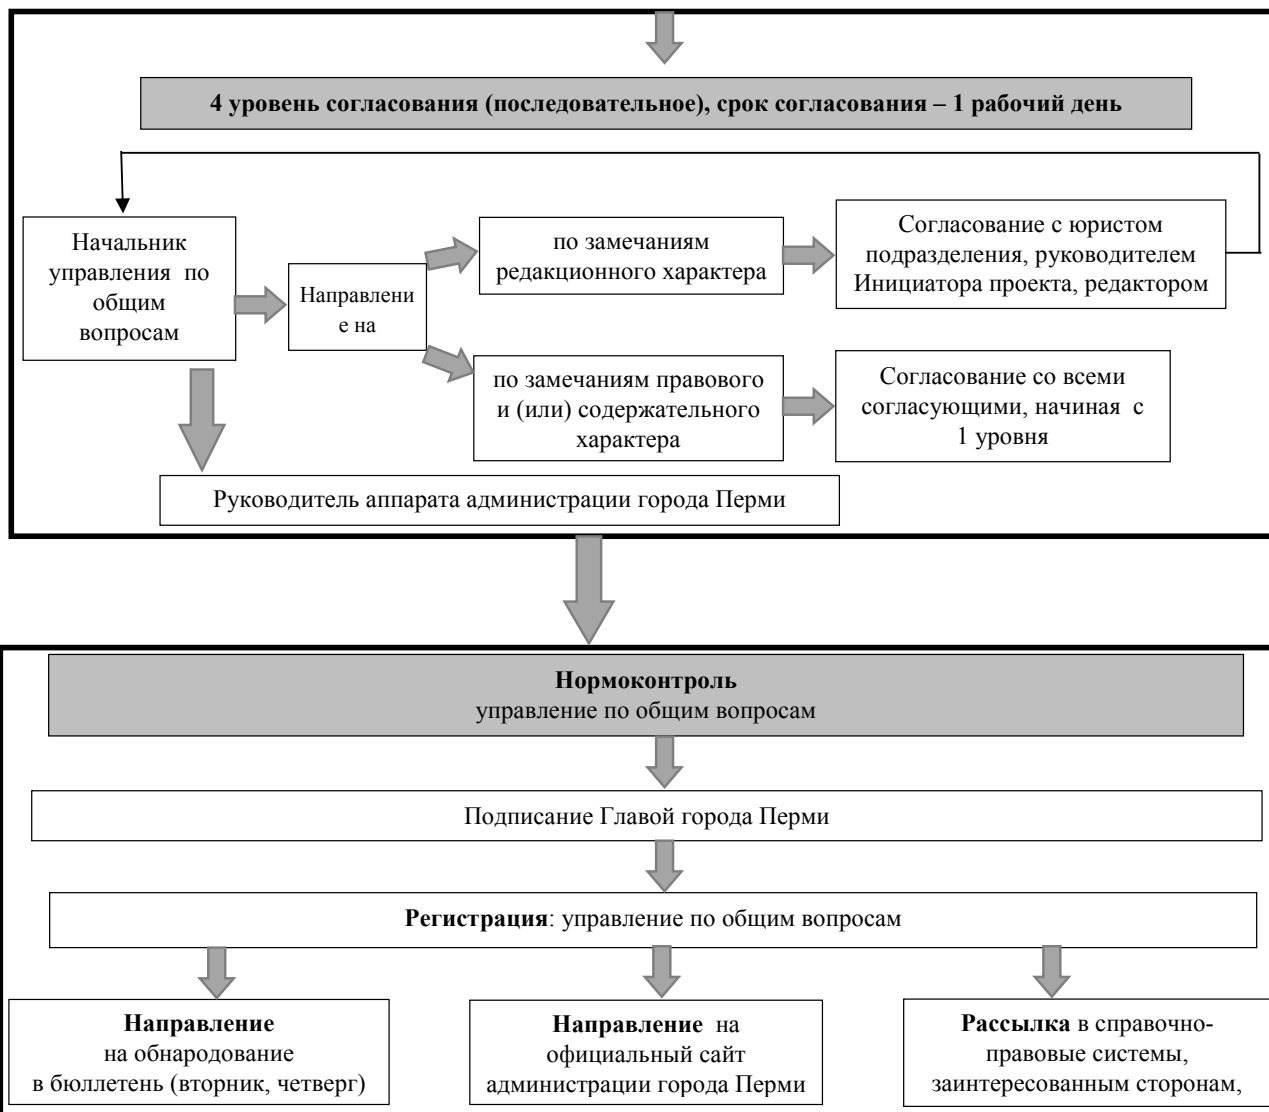 4 уровень согласования (последовательное), срок согласования – 1 рабочий день
Начальник
управления по
общим
вопросам
Направлени
е на
по замечаниям
редакционного характера
Согласование с юристом
подразделения, руководителем
Инициатора проекта, редактором
по замечаниям правового
и (или) содержательного
характера
Согласование со всеми
согласующими, начиная с
1 уровня
Руководитель аппарата администрации города Перми
Нормоконтроль
управление по общим вопросам
Подписание Главой города Перми
Регистрация: управление по общим вопросам
Направление
на обнародование
в бюллетень (вторник, четверг)
Направление на
официальный сайт
администрации города Перми
Рассылка в справочно-
правовые системы,
заинтересованным сторонам,